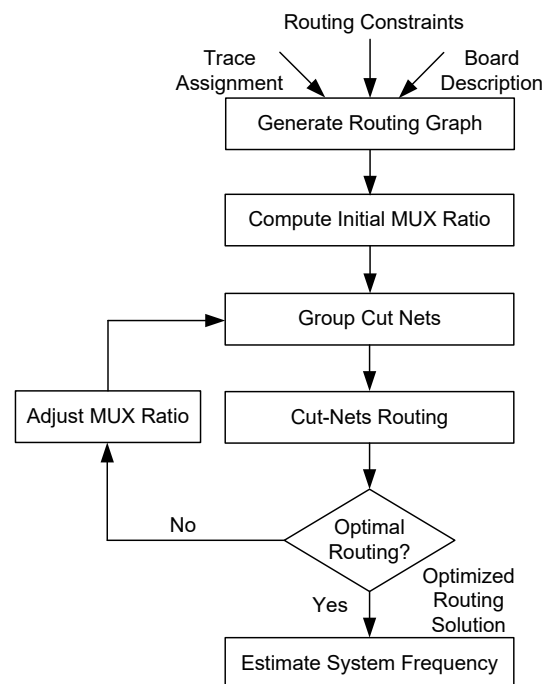 Routing Constraints
Trace
Assignment
Board
Description
Generate Routing Graph
Compute Initial MUX Ratio
Group Cut Nets
Adjust MUX Ratio
Cut-Nets Routing
No
Optimal
Routing?
Yes
Optimized
Routing
Solution
Estimate System Frequency